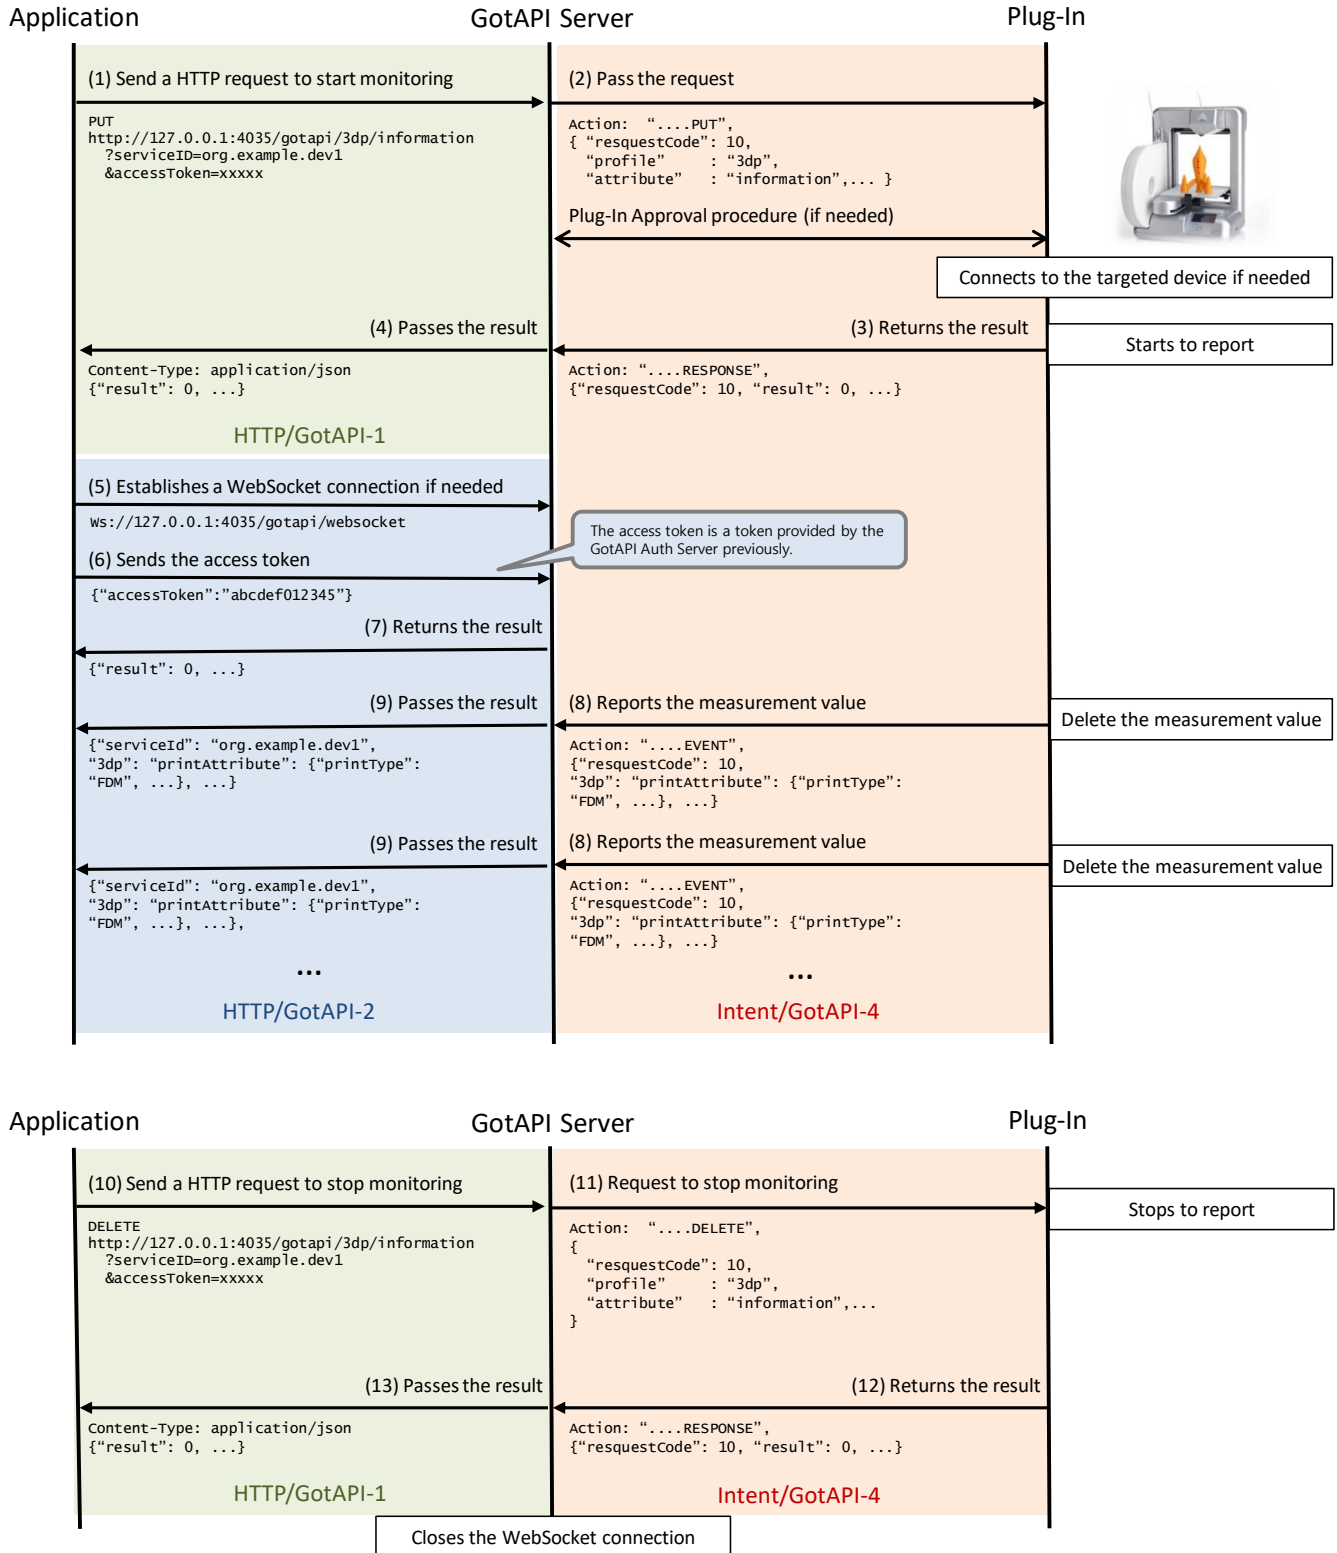 Application
GotAPI Server
Plug-In
(1) Send a HTTP request to start monitoring
PUT
http://127.0.0.1:4035/gotapi/3dp/information
?serviceID=org.example.dev1
&accessToken=xxxxx
(2) Pass the request
Action: “....PUT”,
{ “resquestCode”: 10,
“profile” : “3dp”,
“attribute” : “information”,... }
Plug-In Approval procedure (if needed)
Connects to the targeted device if needed
(4) Passes the result
(3) Returns the result
Starts to report
Content-Type: application/json
{“result”: 0, ...}
Action: “....RESPONSE”,
{“resquestCode”: 10, “result”: 0, ...}
HTTP/GotAPI-1
(5) Establishes a WebSocket connection if needed
Ws://127.0.0.1:4035/gotapi/websocket
The access token is a token provided by the
GotAPI Auth Server previously.
(6) Sends the access token
{“accessToken”:”abcdef012345”}
(7) Returns the result
{“result”: 0, ...}
(9) Passes the result
(8) Reports the measurement value
Delete the measurement value
{“serviceId”: “org.example.dev1”,
“3dp”: “printAttribute”: {“printType”:
“FDM”, ...}, ...}
Action: “....EVENT”,
{“resquestCode”: 10,
“3dp”: “printAttribute”: {“printType”:
“FDM”, ...}, ...}
(9) Passes the result
(8) Reports the measurement value
Delete the measurement value
{“serviceId”: “org.example.dev1”,
“3dp”: “printAttribute”: {“printType”:
“FDM”, ...}, ...},
Action: “....EVENT”,
{“resquestCode”: 10,
“3dp”: “printAttribute”: {“printType”:
“FDM”, ...}, ...}
...
...
HTTP/GotAPI-2
Intent/GotAPI-4
Application
GotAPI Server
Plug-In
(10) Send a HTTP request to stop monitoring
(11) Request to stop monitoring
Stops to report
DELETE
http://127.0.0.1:4035/gotapi/3dp/information
?serviceID=org.example.dev1
&accessToken=xxxxx
Action: “....DELETE”,
{
“resquestCode”: 10,
“profile” : “3dp”,
“attribute” : “information”,...
}
(13) Passes the result
(12) Returns the result
Content-Type: application/json
{“result”: 0, ...}
Action: “....RESPONSE”,
{“resquestCode”: 10, “result”: 0, ...}
HTTP/GotAPI-1
Intent/GotAPI-4
Closes the WebSocket connection